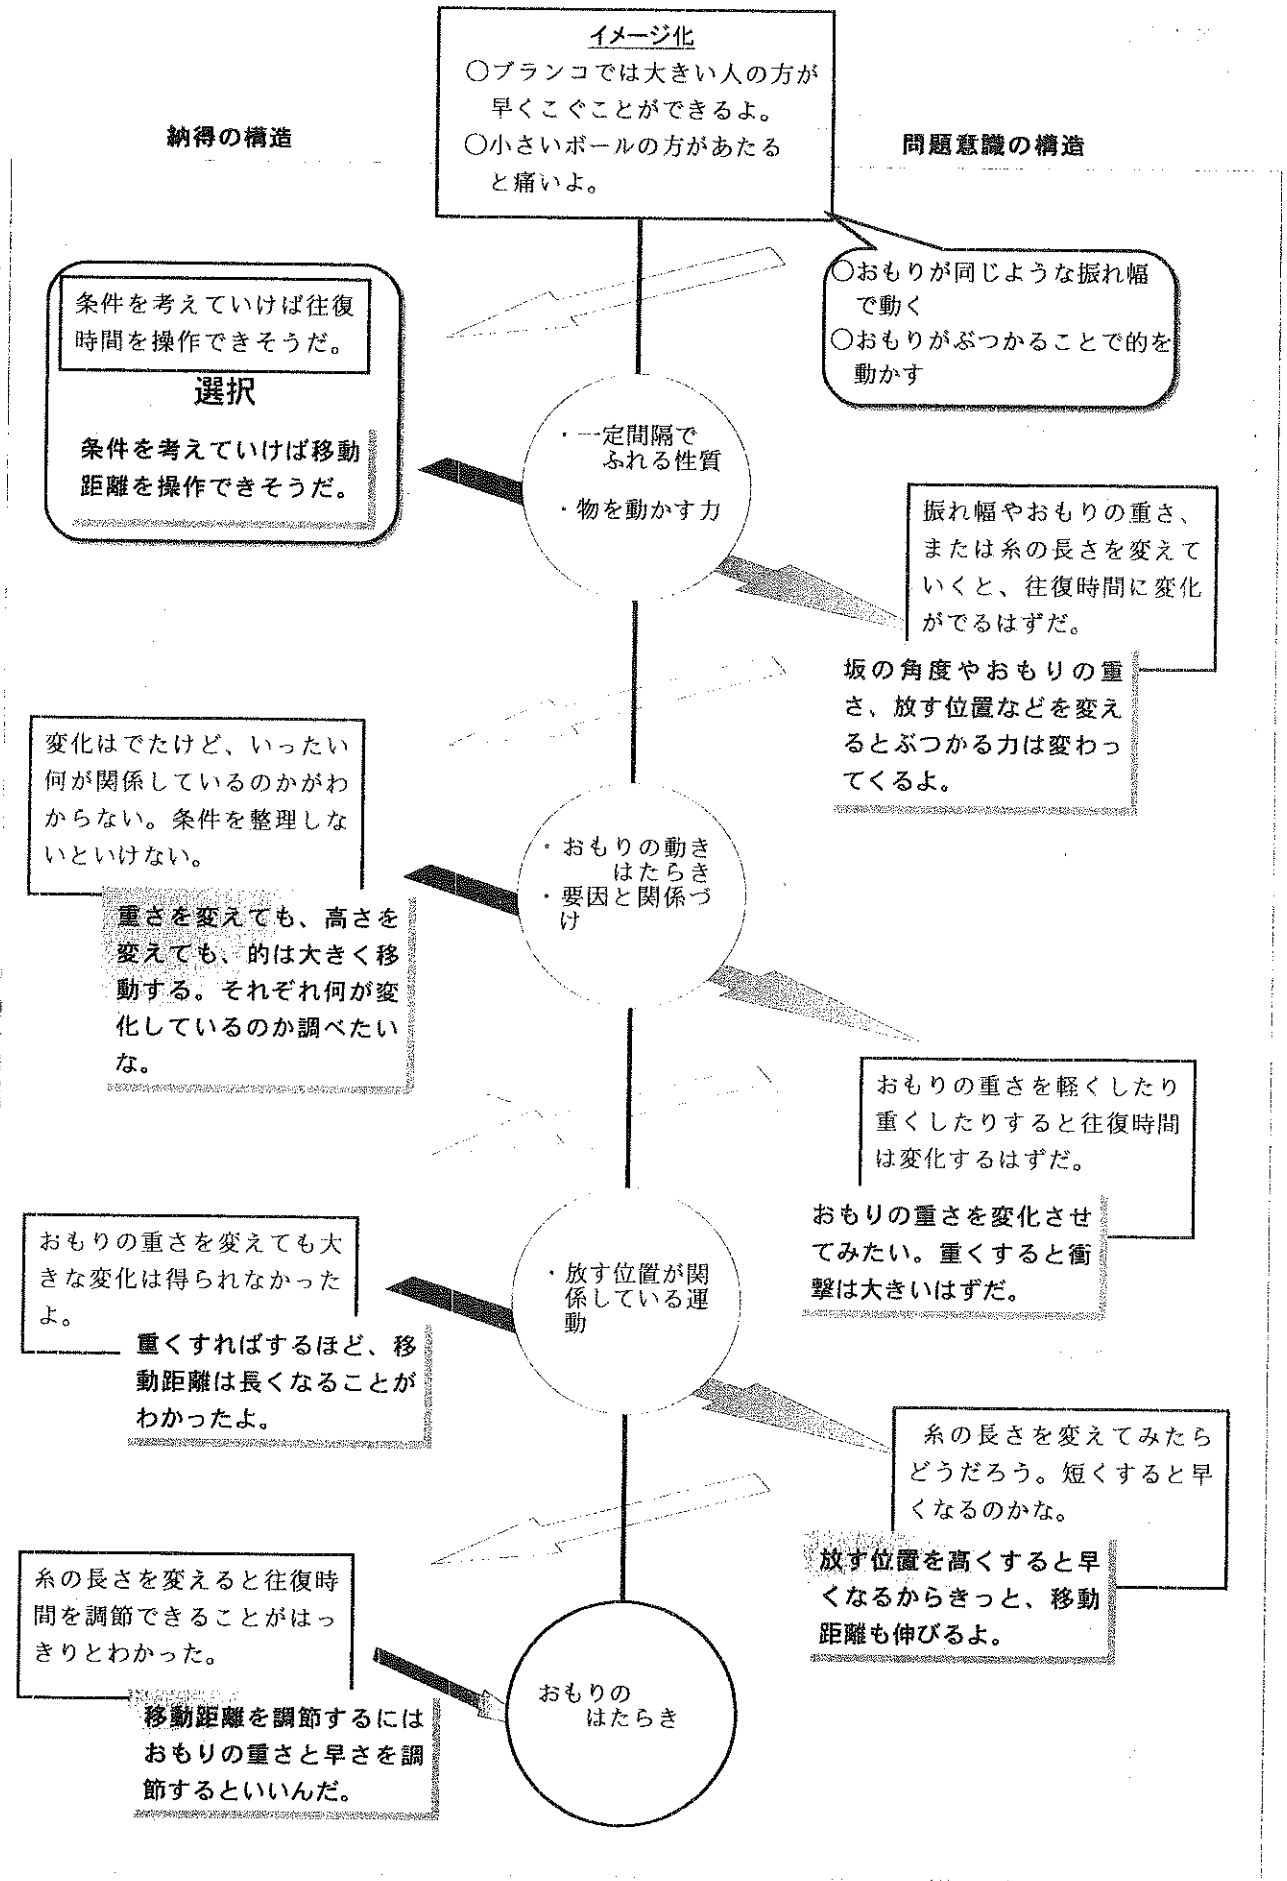 イメージ化
○ブランコでは大きい人の方が
早くこぐことができるよ。
○小さいボールの方があたる
と痛いよ。
納得の構造
問題意識の構造
○おもりが同じような振れ幅
で動く
○おもりがぶつかることで的を
動かす
条件を考えていけば往復
時間を操作できそうだ。
選択
条件を考えていけば移動
距離を操作できそうだ。
・一定間隔で
ふれる性質
・物を動かす力
振れ幅やおもりの重さ、
または糸の長さを変えて
いくと、往復時間に変化
がでるはずだ。
坂の角度やおもりの重
さ、放す位置などを変え
るとぶつかる力は変わっ
てくるよ。
変化はでたけど、いったい
何が関係しているのかがわ
からない。条件を整理しな
いといけない。
重さを変えても、高さを
変えても、的は大きく移
動する。それぞれ何が変
化しているのか調べたい
な。
・おもりの動き
はたらき
・要因と関係づ
け
おもりの重さを軽くしたり
重くしたりすると往復時間
は変化するはずだ。
おもりの重さを変化させ
てみたい。重くすると衝
撃は大きいはずだ。
おもりの重さを変えても大
きな変化は得られなかった
よ。
重くすればするほど、移
動距離は長くなることが
わかったよ。
・放す位置が関
係している運
動
糸の長さを変えてみたら
どうだろう。短くすると早
くなるのかな。
放す位置を高くすると早
くなるからきっと、移動
距離も伸びるよ。
糸の長さを変えると往復時
間を調節できることがはっ
きりとわかった。
移動距離を調節するには
おもりの重さと早さを調
節するといいんだ。
おもりの
はたらき